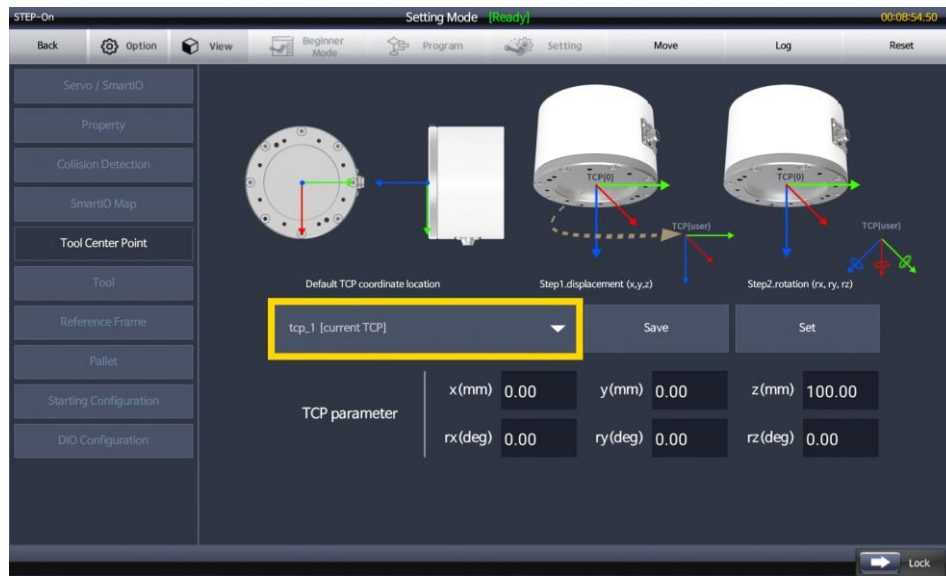 STEP-On
Setting Mode [Ready]
00:08:54.50
Back
Option
View
Beginner
Mode
Program
Setting
Move
Log
Reset
Servo / SmartIO
Property
Collision Detection
SmartIO Map
Tool Center Point
Tool
Reference Frame
Pallet
Starting Configuration
DIO Configuration
TCP(0)
TCP(user)
TCP(0)
TCP(user)
Default TCP coordinate location
Step1.displacement (x,y,z)
Step2.rotation (rx, ry, rz)
tcp_1 [current TCP]
Save
Set
TCP parameter
x(mm) 0.00
y(mm) 0.00
z(mm) 100.00
rx(deg) 0.00
ry(deg) 0.00
rz(deg) 0.00
Lock